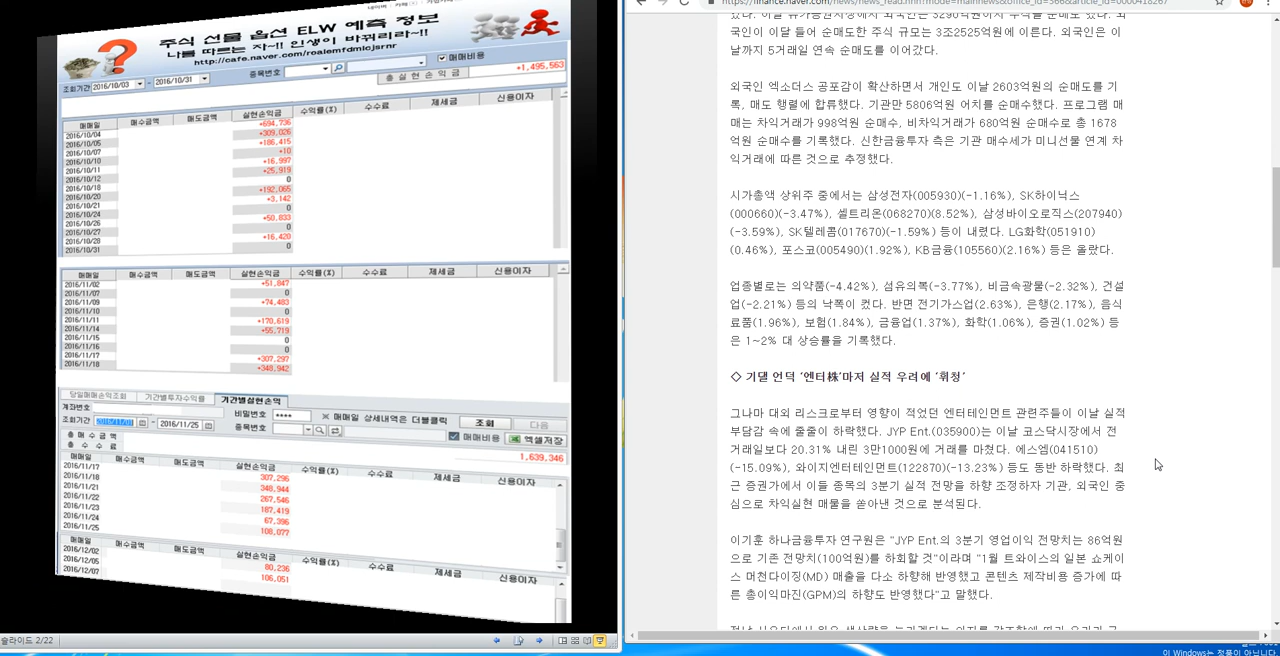 주식 선물 옵션 ELW 예측 정보
나를 따르는 자~!! 인생이 바뀌리라~!!
http://cafe.naver.com/roalemfdmlcjsrnr
조회기간 2016/10/03 ~ 2016/10/31 종목번호 매매비용
총 실 현 손 익 금 +1,495,563
매매일 매수금액 매도금액 실현손익금 수익률(%) 수수료 제세금 신용이자
2016/10/04 +694,736
2016/10/05 +309,026
2016/10/07 +186,415
2016/10/10 +10
2016/10/11 +16,997
2016/10/12 +25,919
2016/10/18 0
2016/10/20 +192,065
2016/10/21 +3,142
2016/10/24 0
2016/10/26 +50,833
2016/10/27 0
2016/10/28 +16,420
2016/10/31 0
매매일 매수금액 매도금액 실현손익금 수익률(%) 수수료 제세금 신용이자
2016/11/02 +51,847
2016/11/07 0
2016/11/09 +74,483
2016/11/10 0
2016/11/11 +170,619
2016/11/14 +55,719
2016/11/15 0
2016/11/16 0
2016/11/17 +307,297
2016/11/18 +348,942
당일매매손익조회 기간별투자수익률 기간별실현손익
계좌번호 비밀번호 **** ※ 매매일 상세내역은 더블클릭 조회 다음
조회기간 2016/11/01 ~ 2016/11/25 종목번호 매매비용 엑셀저장
총 매 수 금 액
총 수 수 료 1,639,346
매매일 매수금액 매도금액 실현손익금 수익률(%) 수수료 제세금 신용이자
2016/11/17 307,296
2016/11/18 348,944
2016/11/21 267,546
2016/11/22 187,419
2016/11/23 67,396
2016/11/24 108,077
2016/11/25
매매일 매수금액 매도금액 실현손익금 수익률(%) 수수료 제세금 신용이자
2016/12/02 80,236
2016/12/05 106,051
2016/12/07
슬라이드 2/22
외국인이 이달 들어 순매도한 주식 규모는 3조2525억원에 이른다. 외국인은 이
날까지 5거래일 연속 순매도를 이어갔다.
외국인 엑소더스 공포감이 확산하면서 개인도 이날 2603억원의 순매도를 기
록, 매도 행렬에 합류했다. 기관만 5806억원 어치를 순매수했다. 프로그램 매
매는 차익거래가 998억원 순매수, 비차익거래가 680억원 순매수로 총 1678
억원 순매수를 기록했다. 신한금융투자 측은 기관 매수세가 미니선물 연계 차
익거래에 따른 것으로 추정했다.
시가총액 상위주 중에서는 삼성전자(005930)(-1.16%), SK하이닉스
(000660)(-3.47%), 셀트리온(068270)(8.52%), 삼성바이오로직스(207940)
(-3.59%), SK텔레콤(017670)(-1.59%) 등이 내렸다. LG화학(051910)
(0.46%), 포스코(005490)(1.92%), KB금융(105560)(2.16%) 등은 올랐다.
업종별로는 의약품(-4.42%), 섬유의복(-3.77%), 비금속광물(-2.32%), 건설
업(-2.21%) 등의 낙폭이 컸다. 반면 전기가스업(2.63%), 은행(2.17%), 음식
료품(1.96%), 보험(1.84%), 금융업(1.37%), 화학(1.06%), 증권(1.02%) 등
은 1~2% 대 상승률을 기록했다.
◇ 기댈 언덕 '엔터株'마저 실적 우려에 '휘청'
그나마 대외 리스크로부터 영향이 적었던 엔터테인먼트 관련주들이 이날 실적
부담감 속에 줄줄이 하락했다. JYP Ent.(035900)는 이날 코스닥시장에서 전
거래일보다 20.31% 내린 3만1000원에 거래를 마쳤다. 에스엠(041510)
(-15.09%), 와이지엔터테인먼트(122870)(-13.23%) 등도 동반 하락했다. 최
근 증권가에서 이들 종목의 3분기 실적 전망을 하향 조정하자 기관, 외국인 중
심으로 차익실현 매물을 쏟아낸 것으로 분석된다.
이기훈 하나금융투자 연구원은 "JYP Ent.의 3분기 영업이익 전망치는 86억원
으로 기존 전망치(100억원)를 하회할 것"이라며 "1월 트와이스의 일본 쇼케이
스 머천다이징(MD) 매출을 다소 하향해 반영했고 콘텐츠 제작비용 증가에 따
른 총이익마진(GPM)의 하향도 반영했다"고 말했다.
이 Windows는 정품이 아닙니다.